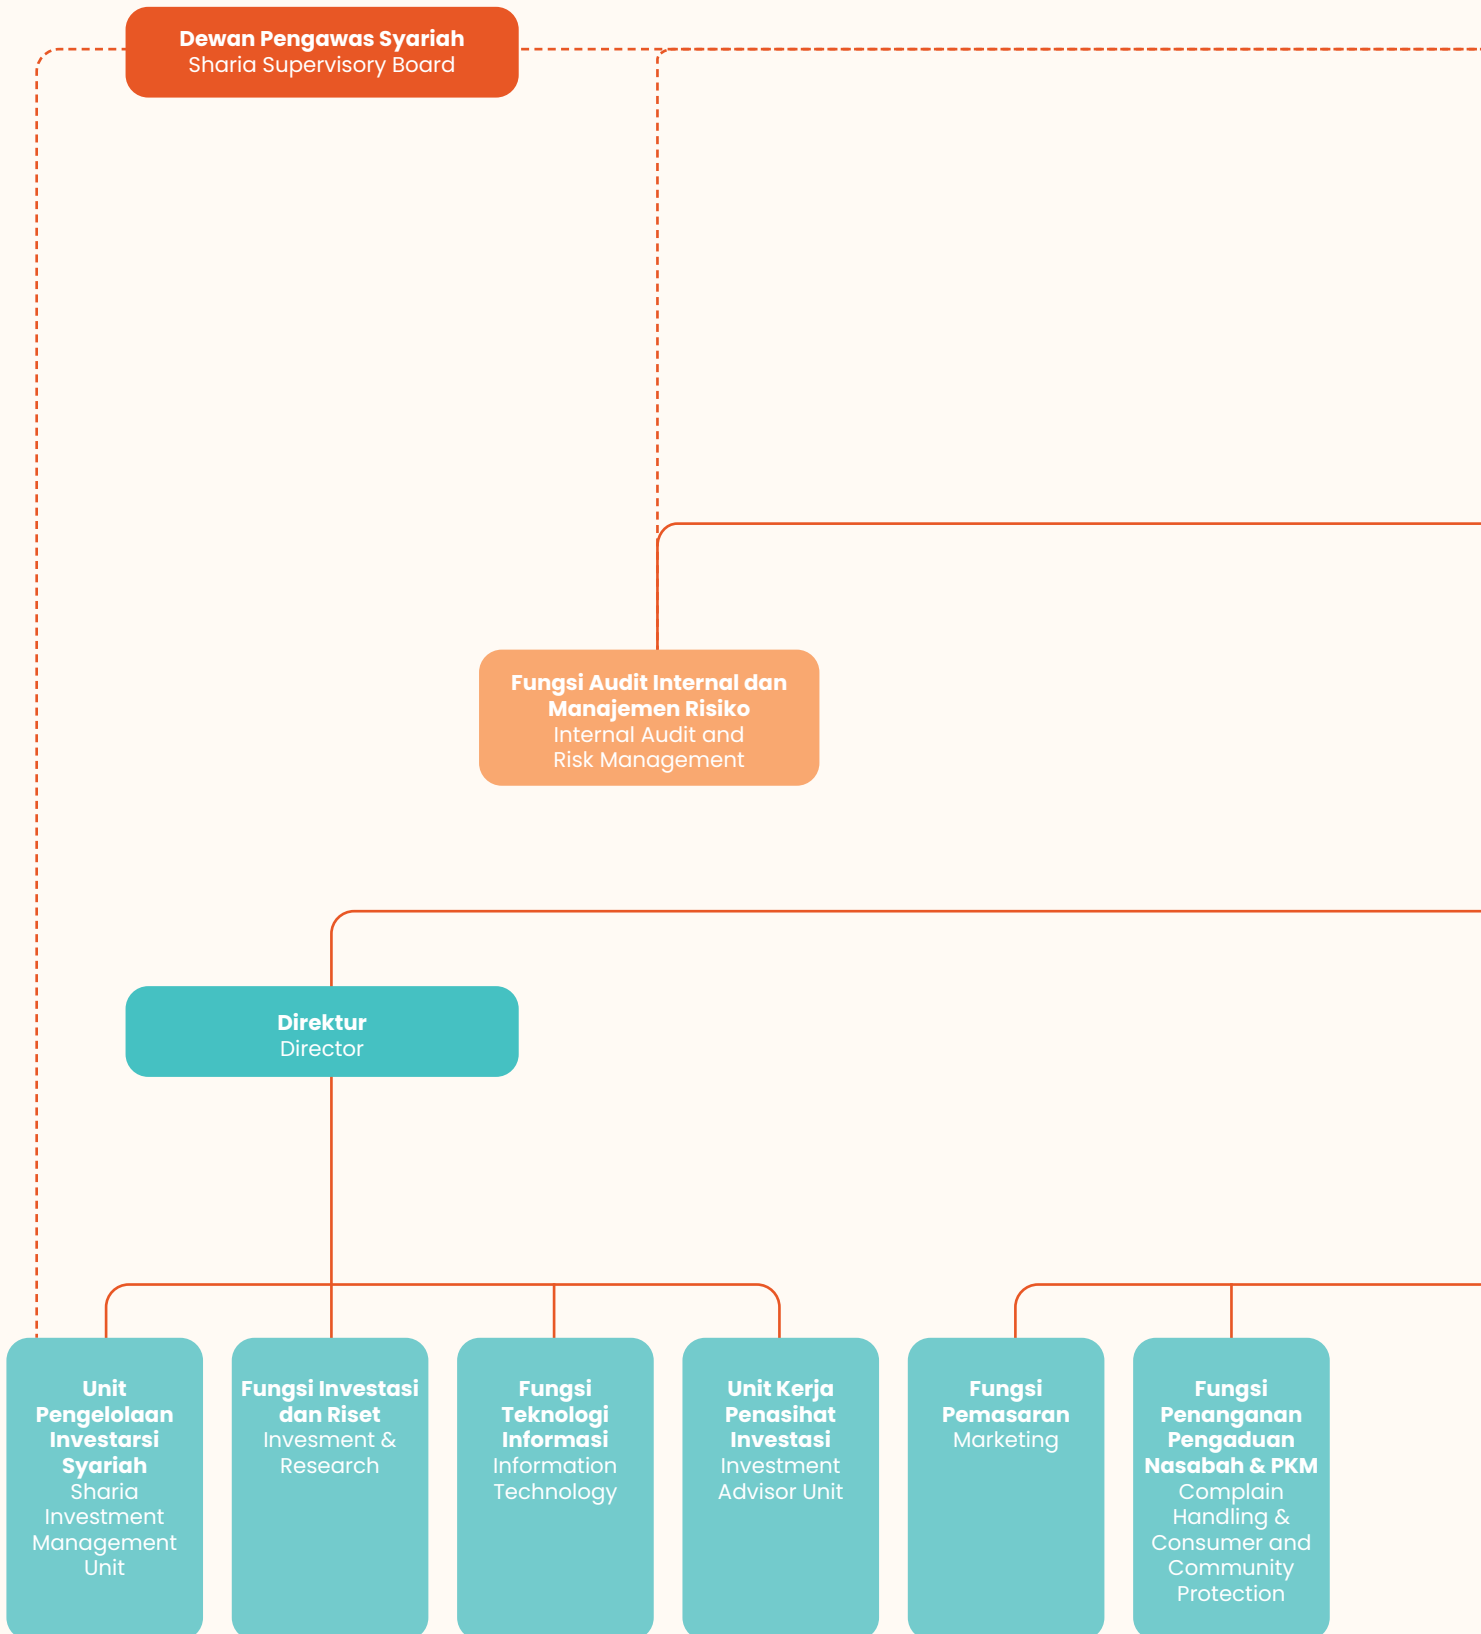 Dewan Pengawas Syariah
Sharia Supervisory Board
Fungsi Audit Internal dan
Manajemen Risiko
Internal Audit and
Risk Management
Direktur
Director
Unit
Pengelolaan
Investarsi
Syariah
Sharia
Investment
Management
Unit
Fungsi Investasi
dan Riset
Invesment &
Research
Fungsi
Teknologi
Informasi
Information
Technology
Unit Kerja
Penasihat
Investasi
Investment
Advisor Unit
Fungsi
Pemasaran
Marketing
Fungsi
Penanganan
Pengaduan
Nasabah & PKM
Complain
Handling &
Consumer and
Community
Protection